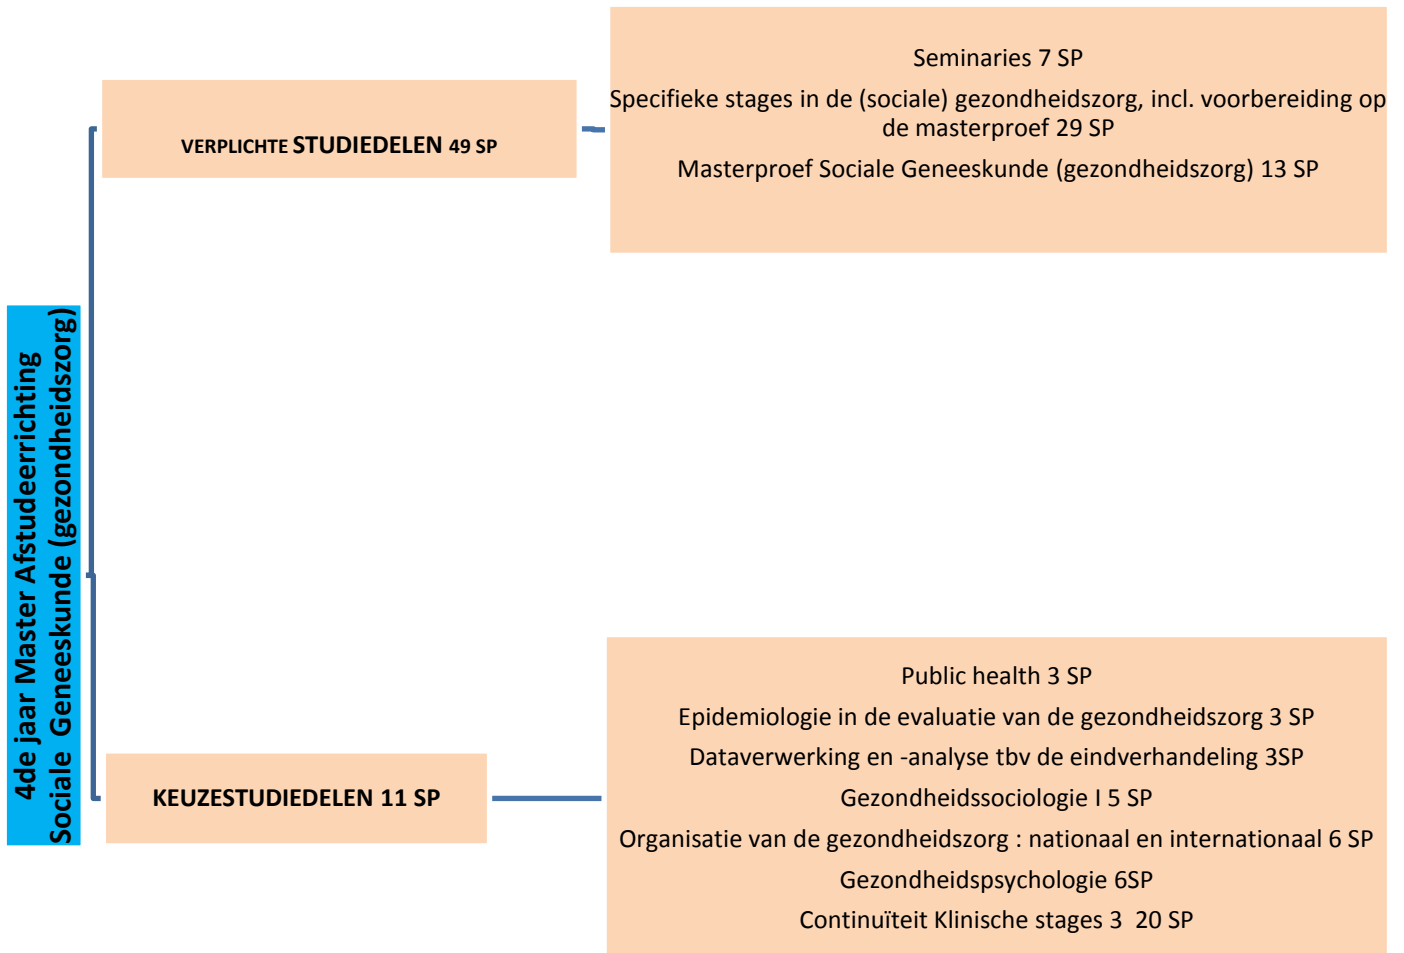 4de jaar Master Afstudeerrichting
Sociale Geneeskunde (gezondheidszorg)
VERPLICHTE STUDIEDELEN 49 SP
Seminaries 7 SP
Specifieke stages in de (sociale) gezondheidszorg, incl. voorbereiding op
de masterproef 29 SP
Masterproef Sociale Geneeskunde (gezondheidszorg) 13 SP
KEUZESTUDIEDELEN 11 SP
Public health 3 SP
Epidemiologie in de evaluatie van de gezondheidszorg 3 SP
Dataverwerking en -analyse tbv de eindverhandeling 3SP
Gezondheidssociologie I 5 SP
Organisatie van de gezondheidszorg : nationaal en internationaal 6 SP
Gezondheidspsychologie 6SP
Continuïteit Klinische stages 3 20 SP